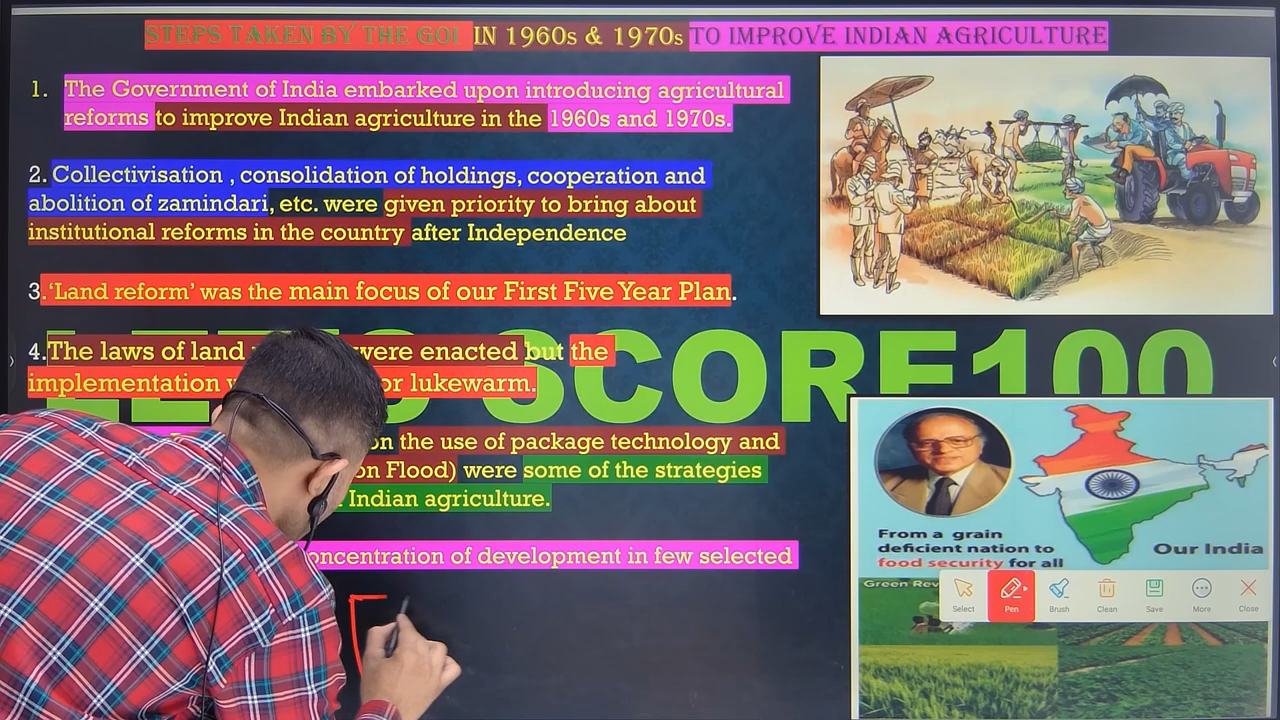 STEPS TAKEN BY THE GOI IN 1960s & 1970s TO IMPROVE INDIAN AGRICULTURE
1. The Government of India embarked upon introducing agricultural
reforms to improve Indian agriculture in the 1960s and 1970s.
2. Collectivisation , consolidation of holdings, cooperation and
abolition of zamindari, etc. were given priority to bring about
institutional reforms in the country after Independence
3.‘Land reform’ was the main focus of our First Five Year Plan.
LET'S SCORE100
4.The laws of land were enacted but the
implementation or lukewarm.
on the use of package technology and
on Flood) were some of the strategies
Indian agriculture.
oncentration of development in few selected
From a grain
deficient nation to
food security for all
Our India
Green Rev
Select
Pen
Brush
Clean
Save
More
Close